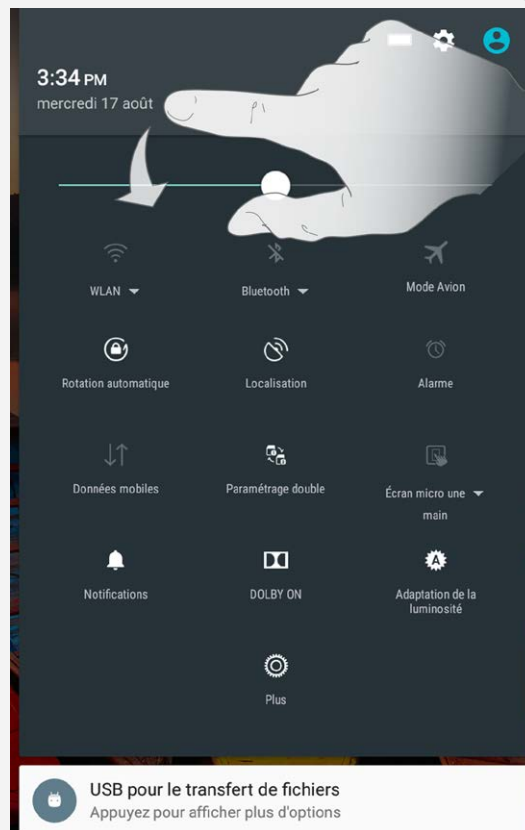 3:34 PM
mercredi 17 août
WLAN
Bluetooth
Mode Avion
Rotation automatique
Localisation
Alarme
Données mobiles
Paramétrage double
Écran micro une
main
Notifications
DOLBY ON
Adaptation de la
luminosité
Plus
USB pour le transfert de fichiers
Appuyez pour afficher plus d'options